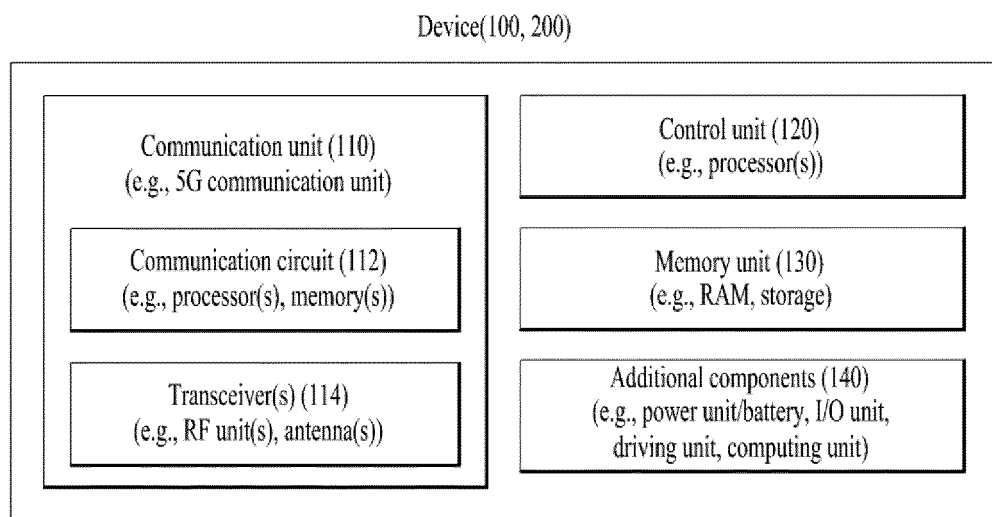 Device(100, 200)
Communication unit (110)
(e.g., 5G communication unit)
Communication circuit (112)
(e.g., processor(s), memory(s))
Transceiver(s) (114)
(e.g., RF unit(s), antenna(s))
Control unit (120)
(e.g., processor(s))
Memory unit (130)
(e.g., RAM, storage)
Additional components (140)
(e.g., power unit/battery, I/O unit,
driving unit, computing unit)